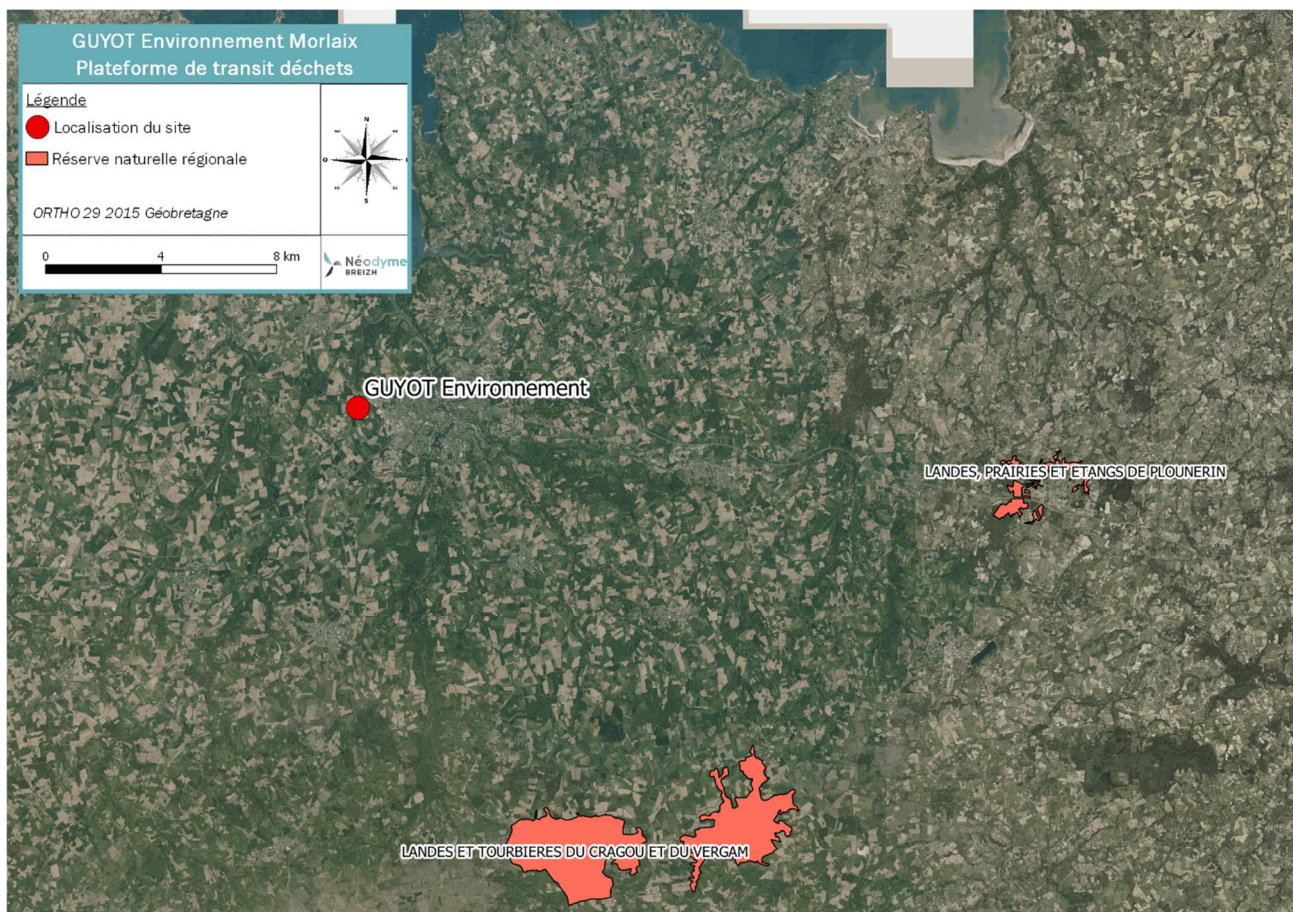 GUYOT Environnement Morlaix
Plateforme de transit déchets
Légende
Localisation du site
Réserve naturelle régionale
ORTHO 29 2015 Géobretagne
N
O
S
0 4 8 km
Néodyme
BREIZH
GUYOT Environnement
LANDES, PRAIRIES ET ETANGS DE PLOUNERIN
LANDES ET TOURBIERES DU CRAGOU ET DU VERGAM